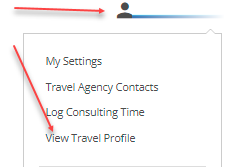 My Settings
Travel Agency Contacts
Log Consulting Time
View Travel Profile